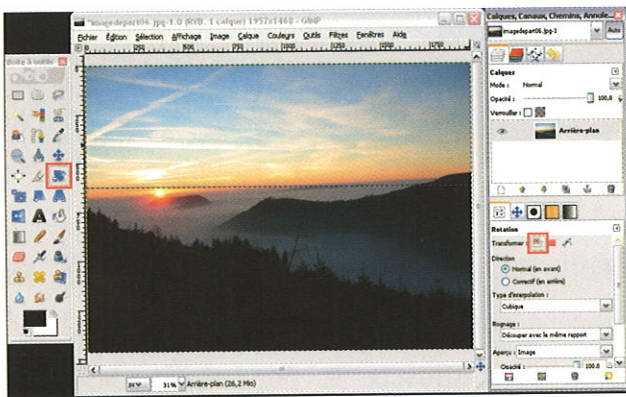 *imagedepart06.jpg-1.0 (RVB, 1 calque) 1957x1468 – GIMP
Fichier Édition Sélection Affichage Image Calque Couleurs Outils Filtres Fenêtres Aide
Boîte à outils
31%
Arrière-plan (26,2 Mio)
Calques, Canaux, Chemins, Annule...
imagedepart06.jpg-1
Auto
Calques
Mode : Normal
Opacité : 100,0
Verrouiller :
Arrière-plan
Rotation
Transformer :
Direction
Normal (en avant)
Correctif (en arrière)
Type d'interpolation :
Cubique
Rognage :
Découper avec le même rapport
Aperçu : Image
Opacité : 100,0